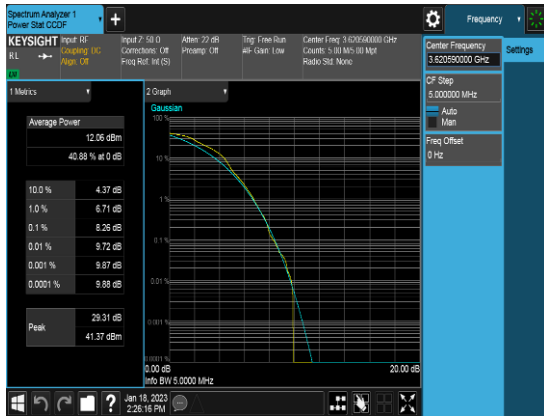 Spectrum Analyzer 1
Power Stat CCDF
+
Frequency
KEYSIGHT
RL
Input: RF
Coupling: DC
Align: Off
Input Z: 50 Ω
Corrections: Off
Freq Ref: Int (S)
Atten: 22 dB
Preamp: Off
Trig: Free Run
#IF Gain: Low
Center Freq: 3.620590000 GHz
Counts: 5.00 M/5.00 Mpt
Radio Std: None
Center Frequency
3.620590000 GHz
Settings
CF Step
5.000000 MHz
Auto
Man
Freq Offset
0 Hz
1 Metrics
2 Graph
Gaussian
Average Power
12.06 dBm
40.88 % at 0 dB
10.0 % 4.37 dB
1.0 % 6.71 dB
0.1 % 8.26 dB
0.01 % 9.72 dB
0.001 % 9.87 dB
0.0001 % 9.88 dB
Peak
29.31 dB
41.37 dBm
100 %
10 %
1 %
0.1 %
0.01 %
0.001 %
0.0001 %
0.00 dB
20.00 dB
Info BW 5.0000 MHz
?
Jan 18, 2023
2:26:16 PM